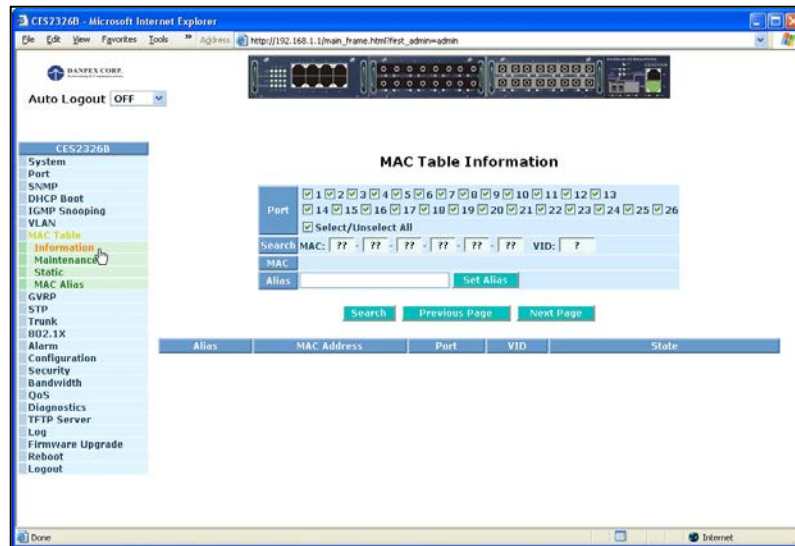 CES2326B - Microsoft Internet Explorer
File Edit View Favorites Tools » Address http://192.168.1.1/main_frame.html?first_admin=admin
DANPEX CORP.
Auto Logout OFF
CES2326B
System
Port
SNMP
DHCP Boot
IGMP Snooping
VLAN
MAC Table
Information
Maintenance
Static
MAC Alias
GVRP
STP
Trunk
802.1X
Alarm
Configuration
Security
Bandwidth
QoS
Diagnostics
TFTP Server
Log
Firmware Upgrade
Reboot
Logout
MAC Table Information
Port
1 2 3 4 5 6 7 8 9 10 11 12 13
14 15 16 17 18 19 20 21 22 23 24 25 26
Select/Unselect All
Search MAC: ?? - ?? - ?? - ?? - ?? - ?? VID: ?
MAC
Alias Set Alias
Search Previous Page Next Page
Alias MAC Address Port VID State
Done Internet